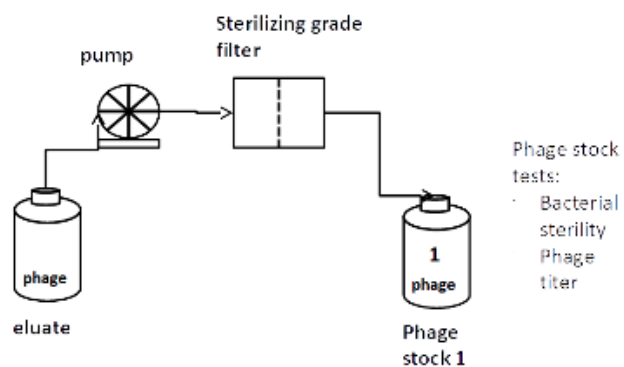 Sterilizing grade
filter
pump
phage
eluate
1
phage
Phage
stock 1
Phage stock
tests:
· Bacterial
sterility
Phage
titer